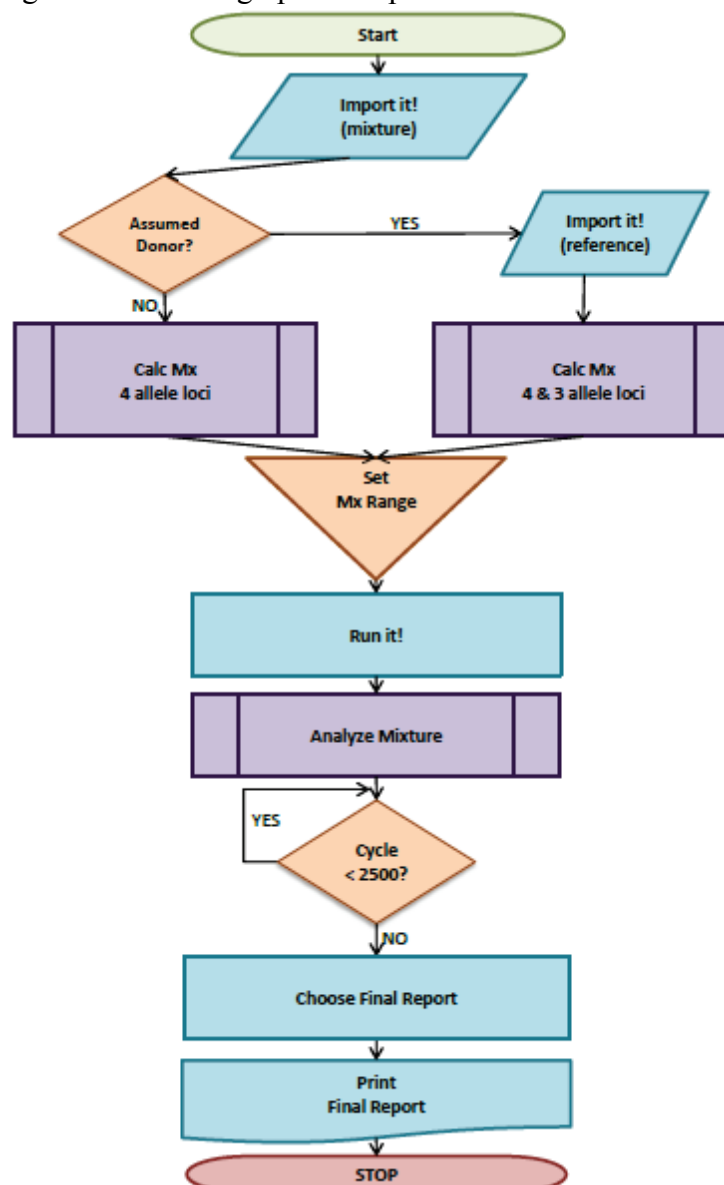 Start
Import it!
(mixture)
Assumed
Donor?
YES
Import it!
(reference)
NO
Calc Mx
4 allele loci
Calc Mx
4 & 3 allele loci
Set
Mx Range
Run it!
Analyze Mixture
YES
Cycle
< 2500?
NO
Choose Final Report
Print
Final Report
STOP